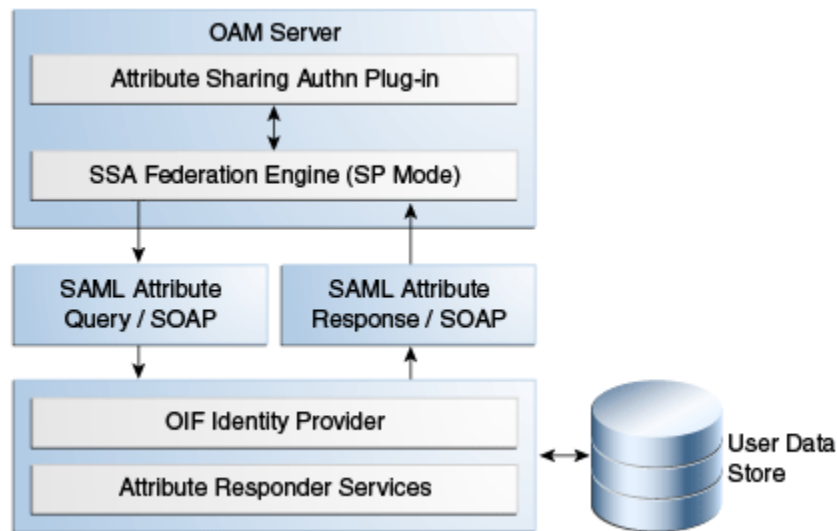 OAM Server
Attribute Sharing Authn Plug-in
SSA Federation Engine (SP Mode)
SAML Attribute
Query / SOAP
SAML Attribute
Response / SOAP
OIF Identity Provider
Attribute Responder Services
User Data
Store